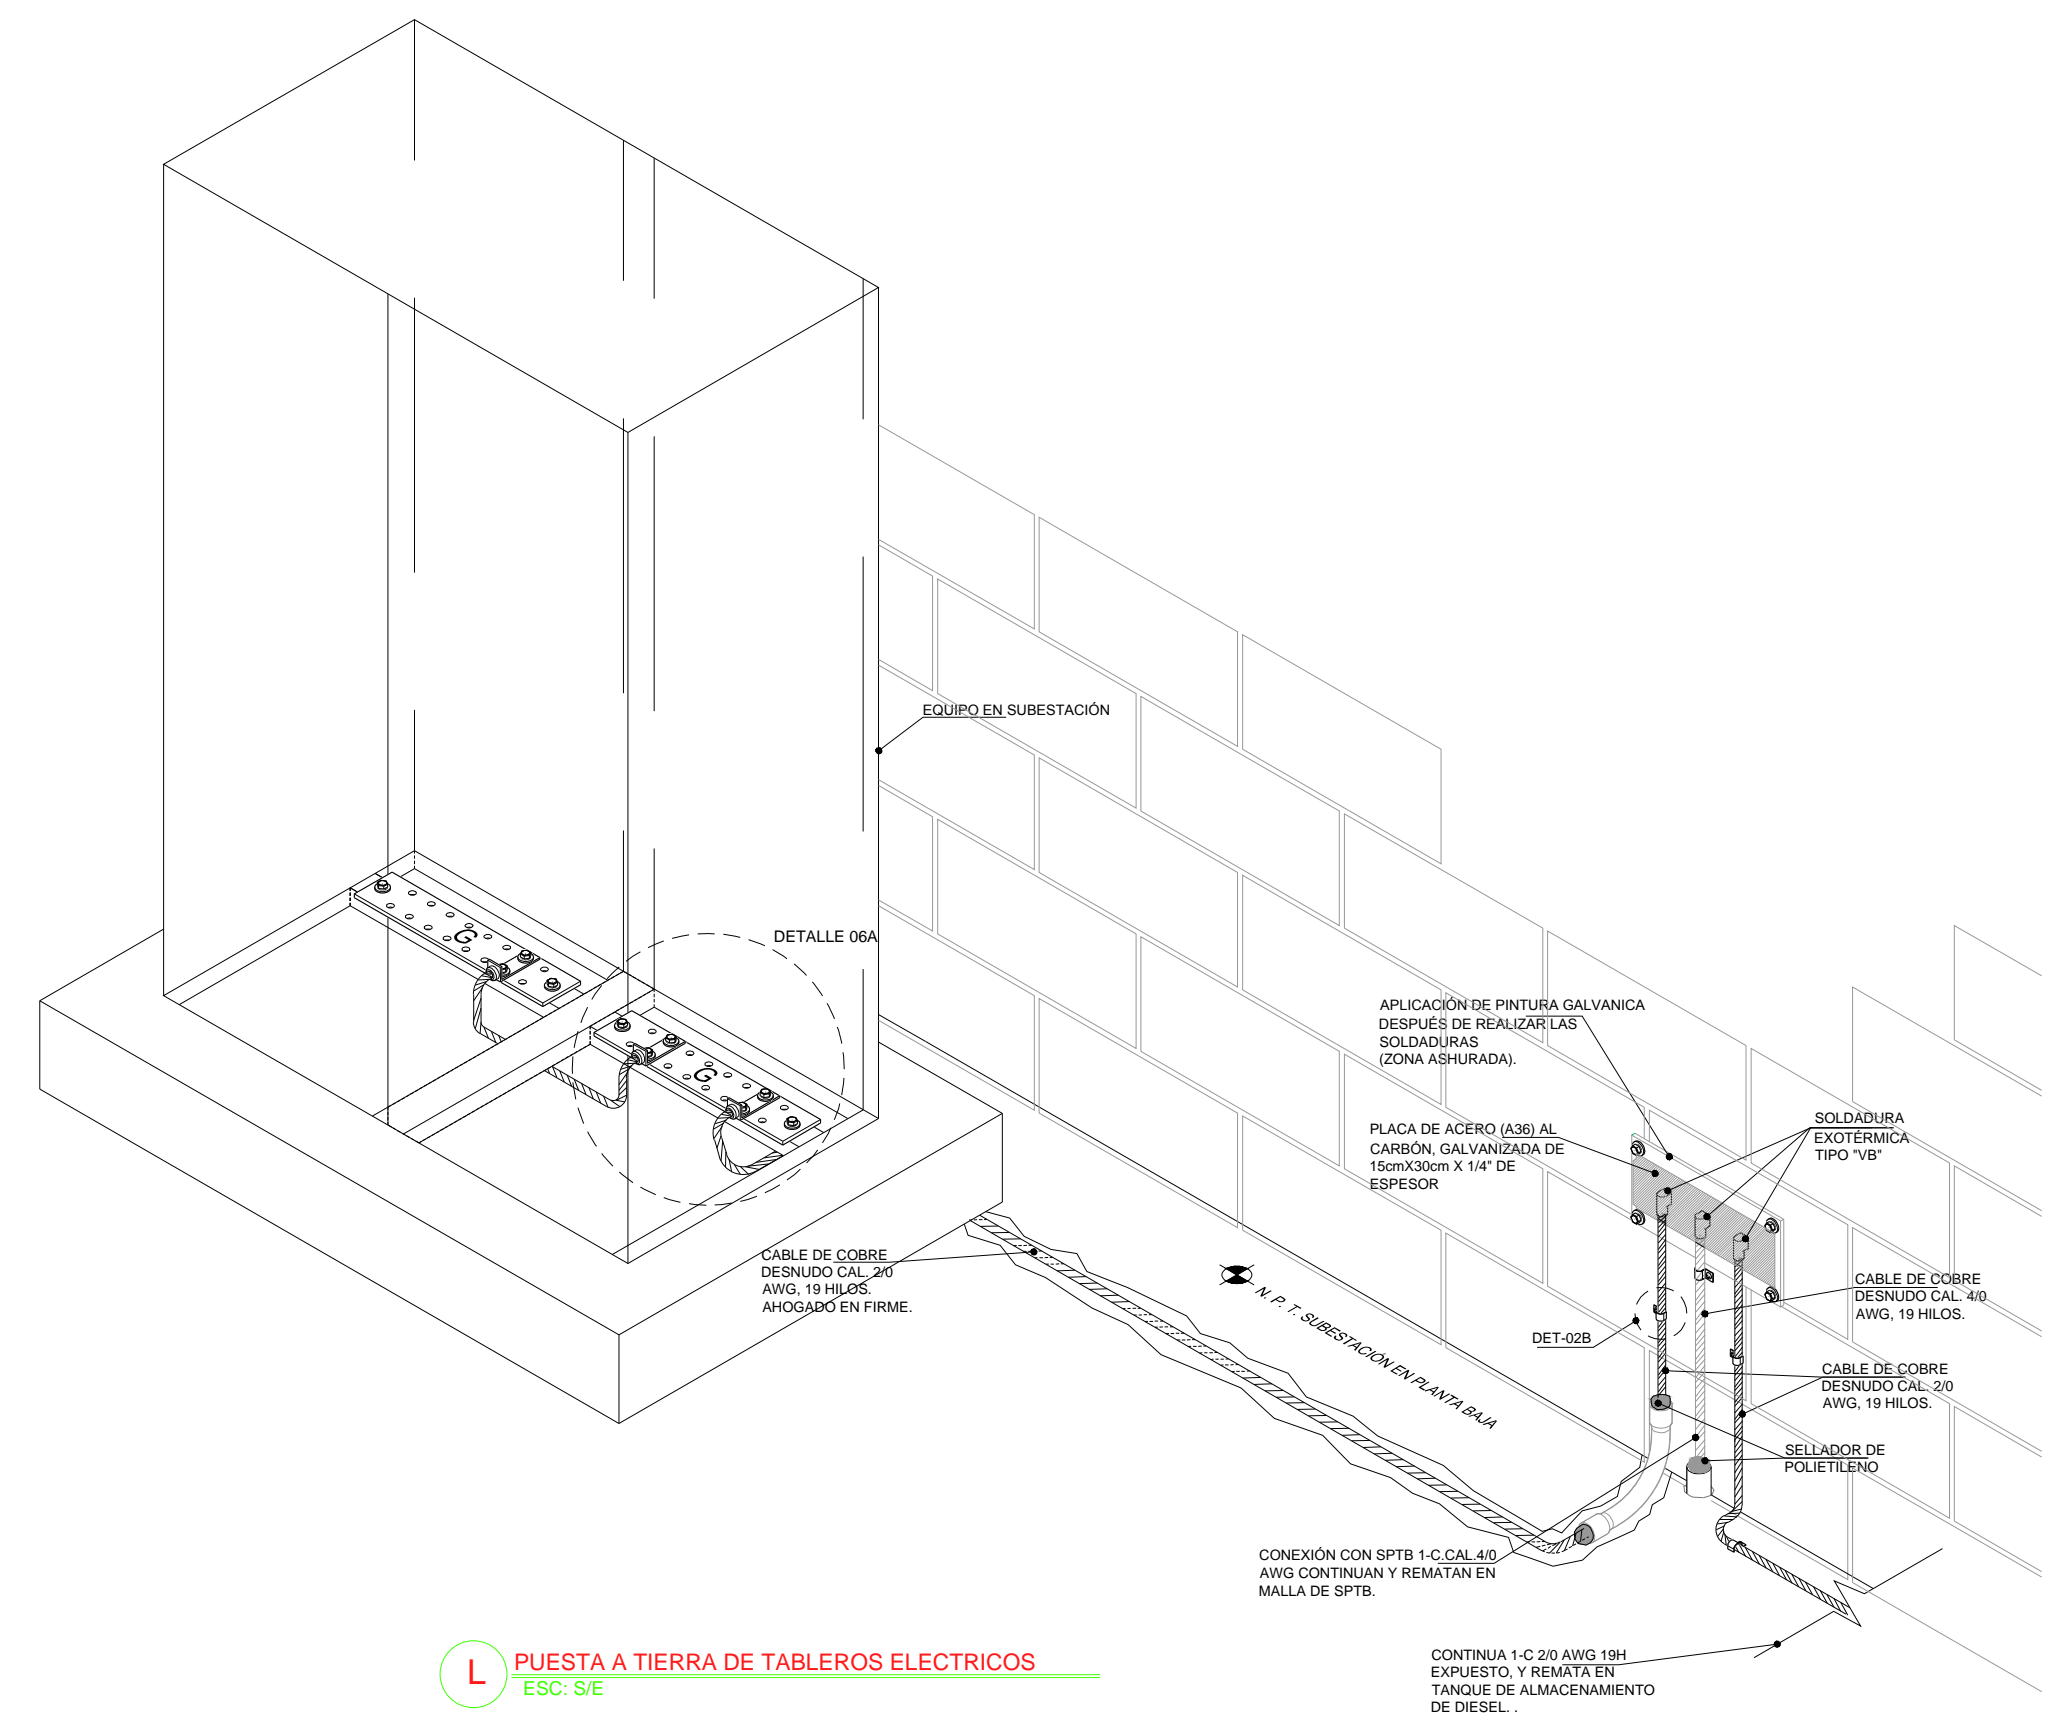 EQUIPO EN SUBESTACIÓN
G
DETALLE 06A
G
APLICACIÓN DE PINTURA GALVANICA
DESPUÉS DE REALIZAR LAS
SOLDADURAS
(ZONA ASHURADA).
PLACA DE ACERO (A36) AL
CARBÓN, GALVANIZADA DE
15cmX30cm X 1/4" DE
ESPESOR
SOLDADURA
EXOTÉRMICA
TIPO "VB"
CABLE DE COBRE
DESNUDO CAL. 2/0
AWG, 19 HILOS.
AHOGADO EN FIRME.
N. P. T. SUBESTACIÓN EN PLANTA BAJA
CABLE DE COBRE
DESNUDO CAL. 4/0
AWG, 19 HILOS.
DET-02B
CABLE DE COBRE
DESNUDO CAL. 2/0
AWG, 19 HILOS.
SELLADOR DE
POLIETILENO
CONEXIÓN CON SPTB 1-C.CAL.4/0
AWG CONTINUAN Y REMATAN EN
MALLA DE SPTB.
CONTINUA 1-C 2/0 AWG 19H
EXPUESTO, Y REMATA EN
TANQUE DE ALMACENAMIENTO
DE DIESEL. .
L
PUESTA A TIERRA DE TABLEROS ELECTRICOS
ESC: S/E